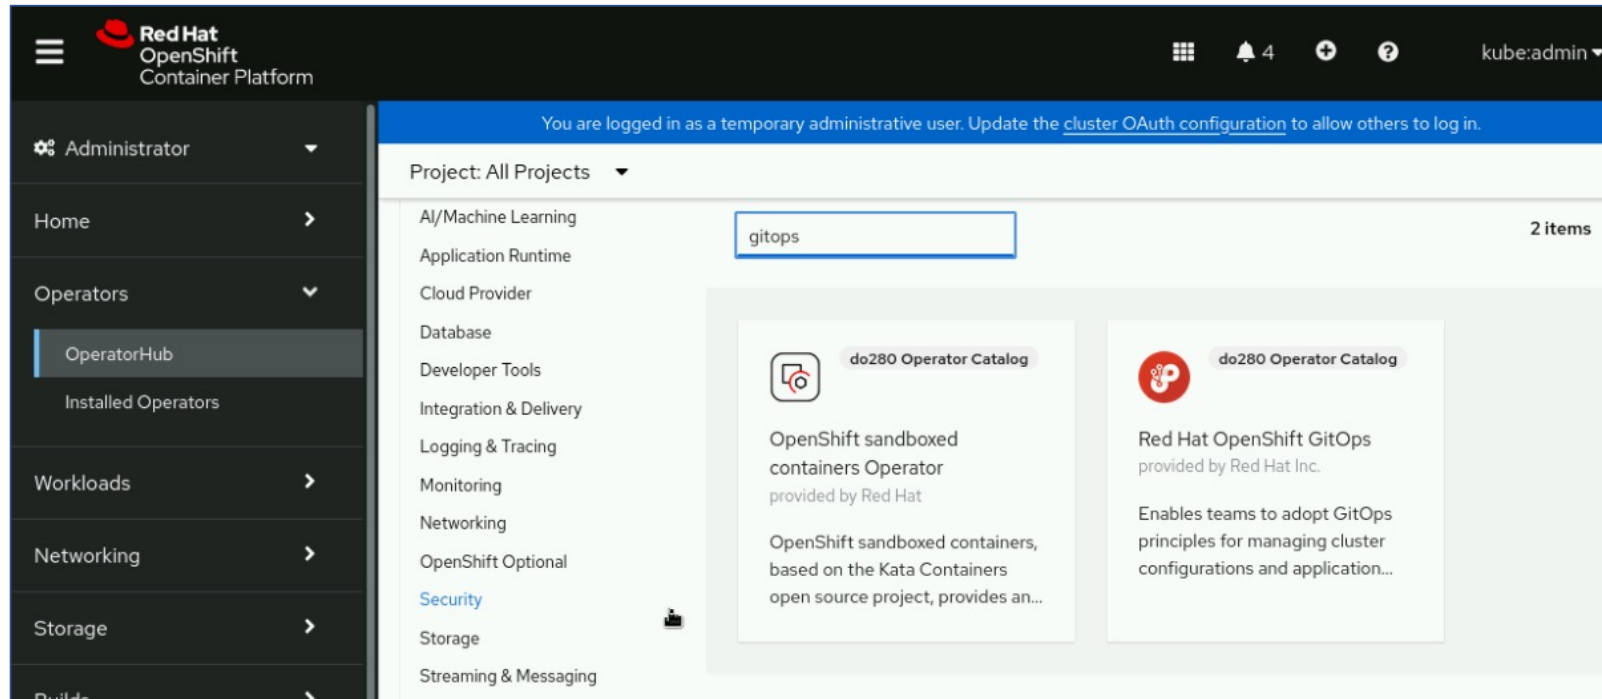 Red Hat
OpenShift
Container Platform
4
kube:admin
Administrator
You are logged in as a temporary administrative user. Update the cluster OAuth configuration to allow others to log in.
Project: All Projects
Home
Operators
OperatorHub
Installed Operators
Workloads
Networking
Storage
Builds
AI/Machine Learning
Application Runtime
Cloud Provider
Database
Developer Tools
Integration & Delivery
Logging & Tracing
Monitoring
Networking
OpenShift Optional
Security
Storage
Streaming & Messaging
gitops
2 items
do280 Operator Catalog
OpenShift sandboxed
containers Operator
provided by Red Hat
OpenShift sandboxed containers,
based on the Kata Containers
open source project, provides an...
do280 Operator Catalog
Red Hat OpenShift GitOps
provided by Red Hat Inc.
Enables teams to adopt GitOps
principles for managing cluster
configurations and application...